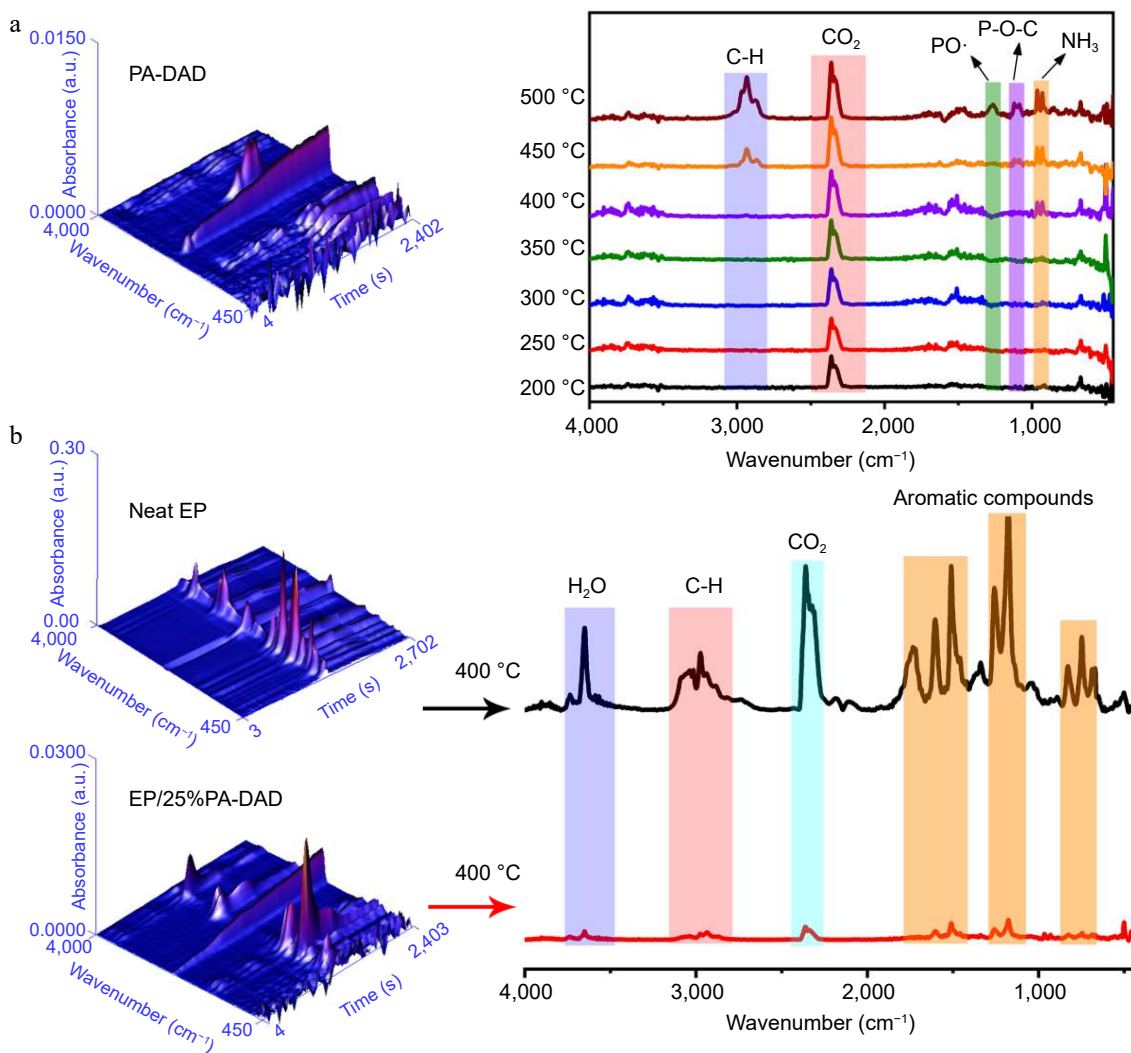 a
0.0150
Absorbance (a.u.)
0.0000
4,000
Wavenumber (cm⁻¹)
450
4
Time (s)
2,402
PA-DAD
C-H
CO₂
PO·
P-O-C
NH₃
500 °C
450 °C
400 °C
350 °C
300 °C
250 °C
200 °C
4,000
3,000
2,000
1,000
Wavenumber (cm⁻¹)
b
0.30
Absorbance (a.u.)
0.00
4,000
Wavenumber (cm⁻¹)
450
3
Time (s)
2,702
Neat EP
0.0300
Absorbance (a.u.)
0.0000
4,000
Wavenumber (cm⁻¹)
450
4
Time (s)
2,403
EP/25%PA-DAD
400 °C
400 °C
H₂O
C-H
CO₂
Aromatic compounds
4,000
3,000
2,000
1,000
Wavenumber (cm⁻¹)